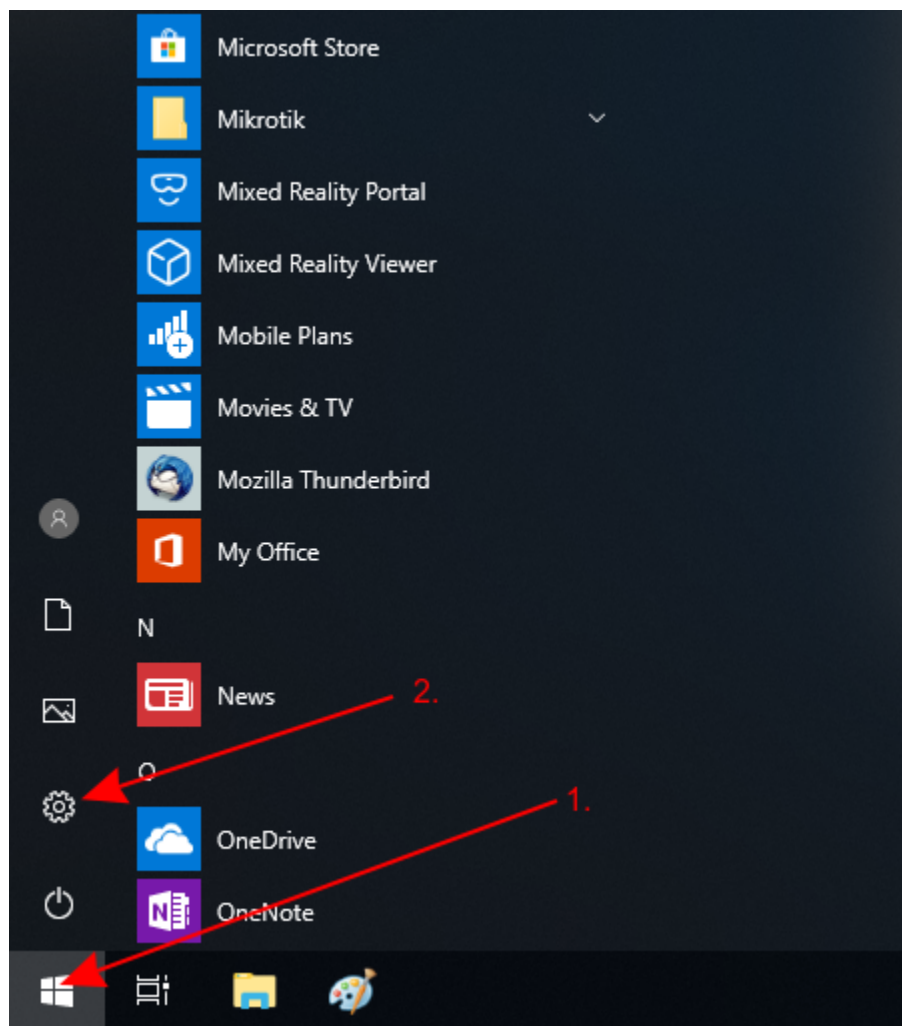 Microsoft Store
Mikrotik
Mixed Reality Portal
Mixed Reality Viewer
Mobile Plans
Movies & TV
Mozilla Thunderbird
My Office
N
News
2.
O
1.
OneDrive
OneNote